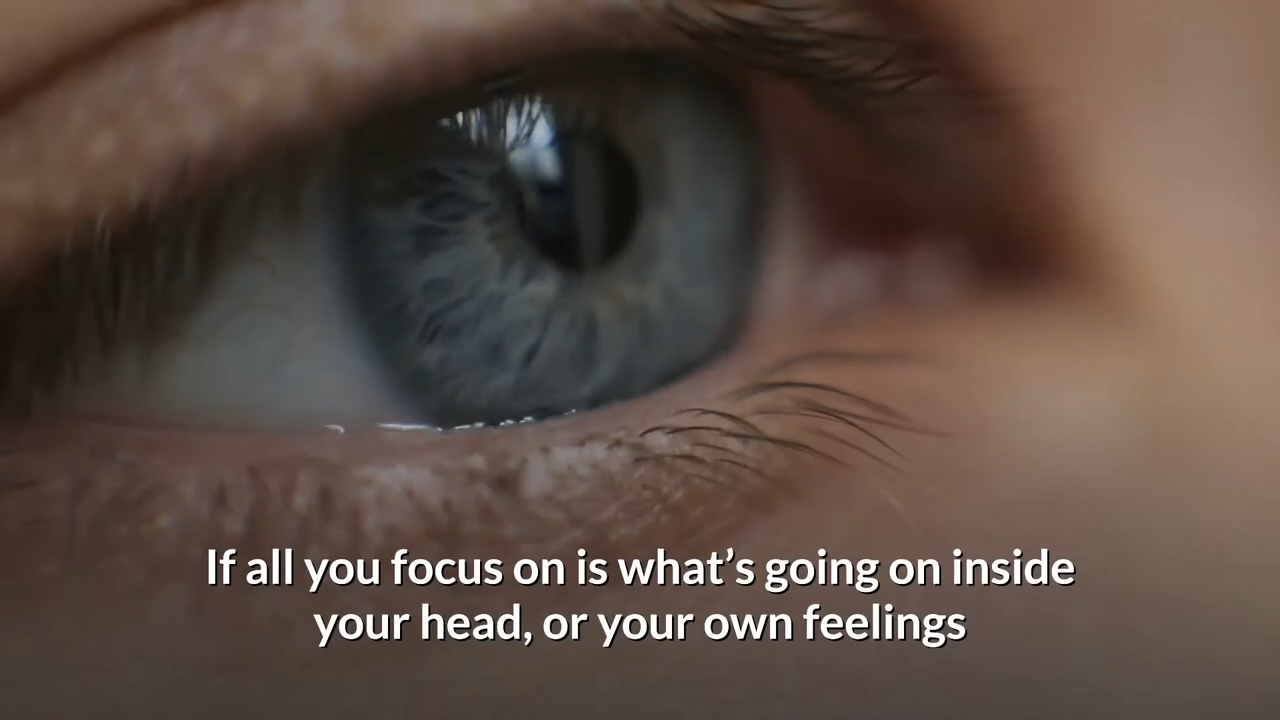 If all you focus on is what’s going on inside
your head, or your own feelings